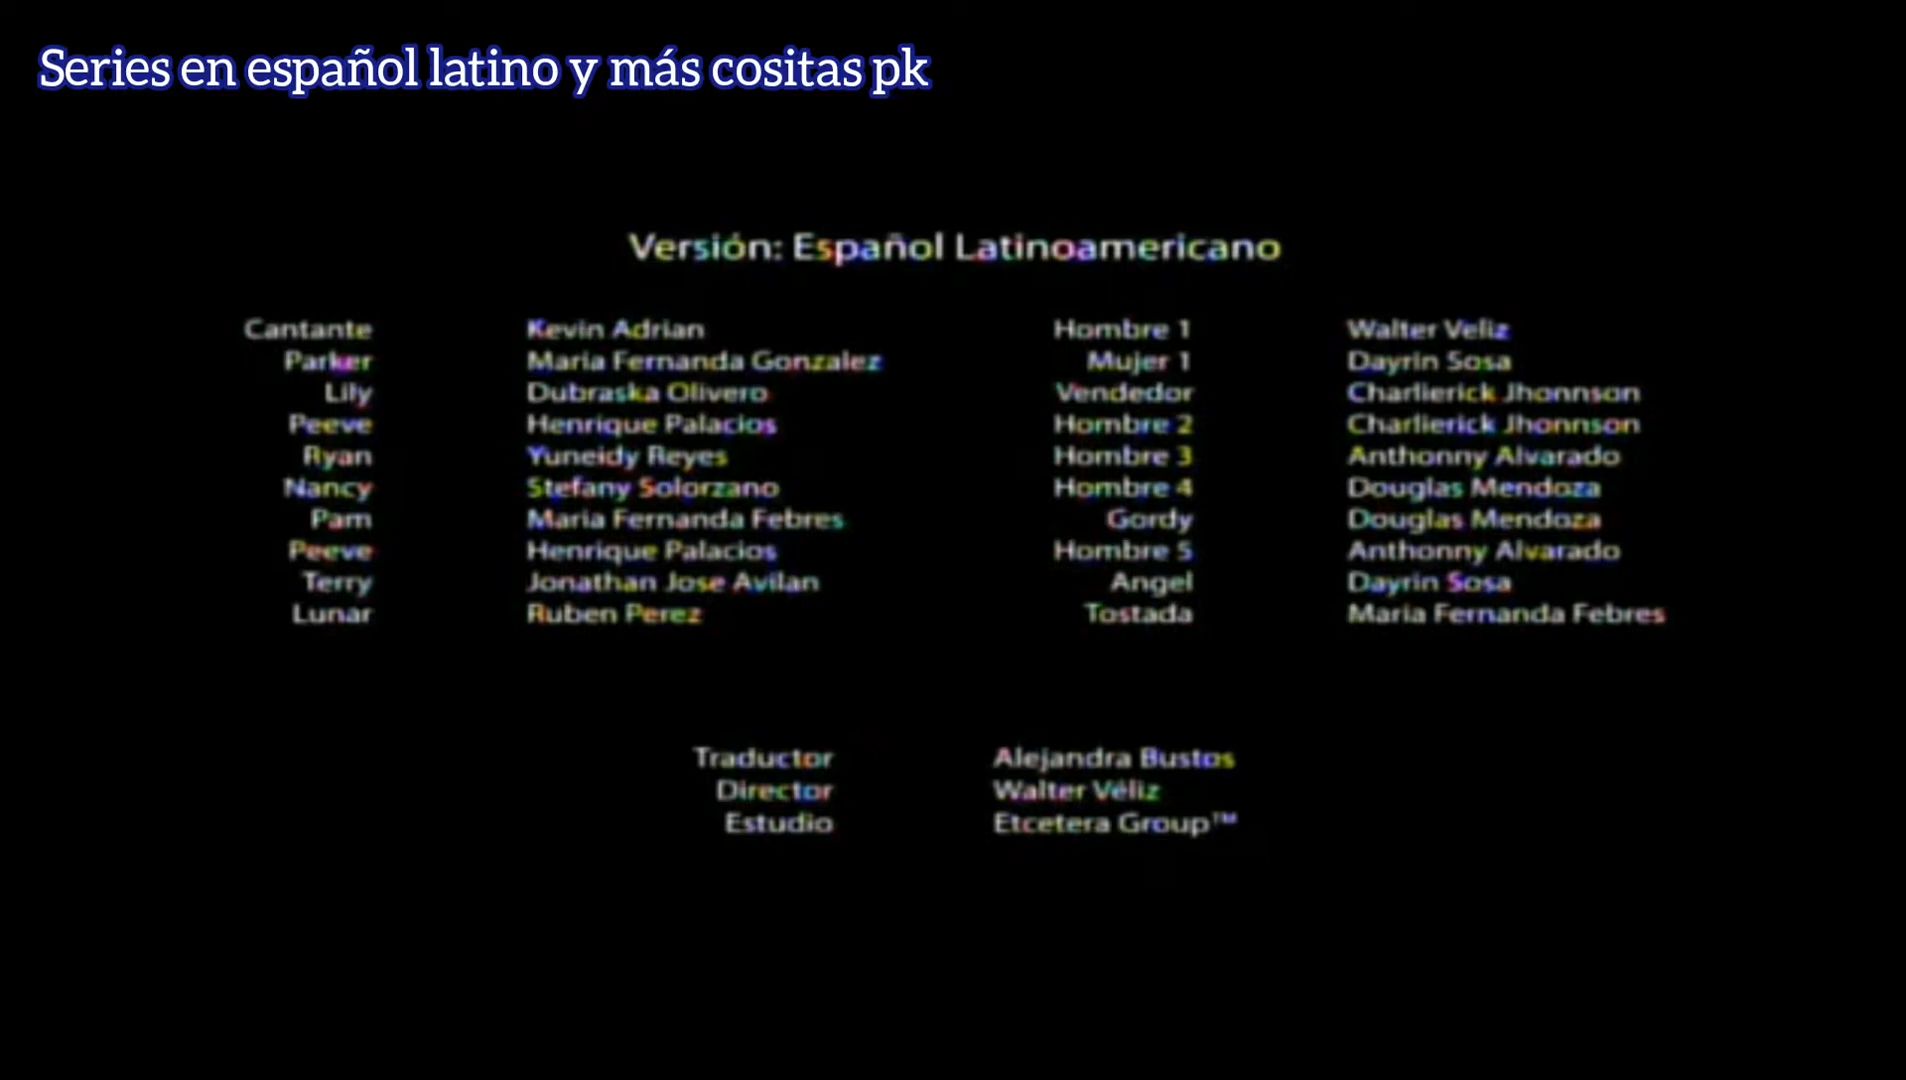 Series en español latino y más cositas pk
Versión: Español Latinoamericano
Cantante Kevin Adrian Hombre 1 Walter Veliz
Parker Maria Fernanda Gonzalez Mujer 1 Dayrin Sosa
Lily Dubraska Olivero Vendedor Charlierick Jhonnson
Peeve Henrique Palacios Hombre 2 Charlierick Jhonnson
Ryan Yuneidy Reyes Hombre 3 Anthonny Alvarado
Nancy Stefany Solorzano Hombre 4 Douglas Mendoza
Pam Maria Fernanda Febres Gordy Douglas Mendoza
Peeve Henrique Palacios Hombre 5 Anthonny Alvarado
Terry Jonathan Jose Avilan Angel Dayrin Sosa
Lunar Ruben Perez Tostada Maria Fernanda Febres
Traductor Alejandra Bustos
Director Walter Véliz
Estudio Etcetera Group™